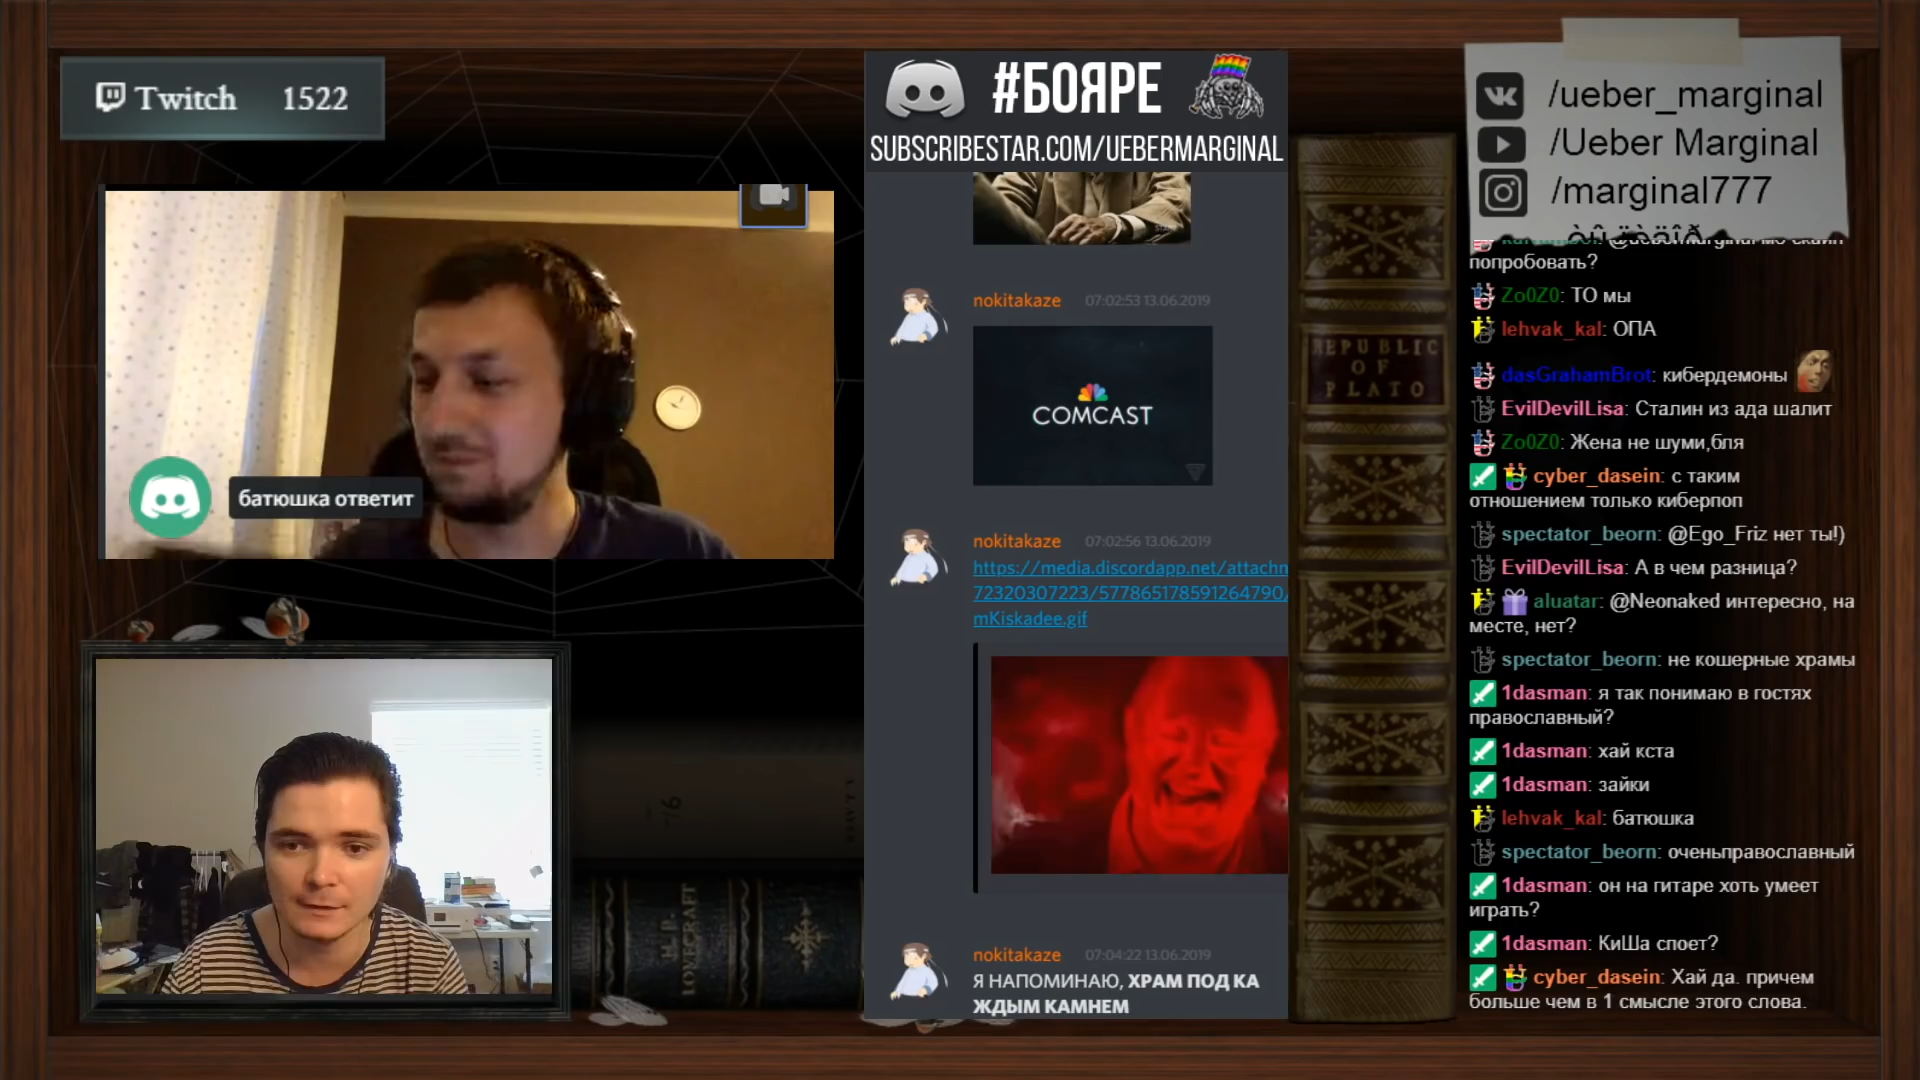 Twitch 1522
батюшка ответит
#БОЯРЕ
SUBSCRIBESTAR.COM/UEBERMARGINAL
nokitakaze 07:02:53 13.06.2019
COMCAST
nokitakaze 07:02:56 13.06.2019
https://media.discordapp.net/attachn
72320307223/577865178591264790/
mKiskadee.gif
nokitakaze 07:04:22 13.06.2019
Я НАПОМИНАЮ, ХРАМ ПОД КА
ЖДЫМ КАМНЕМ
H. P.
LOVECRAFT
REPUBLIC
OF
PLATO
/ueber_marginal
/Ueber Marginal
/marginal777
попробовать?
Zo0Z0: ТО мы
lehvak_kal: ОПА
dasGrahamBrot: кибердемоны
EvilDevilLisa: Сталин из ада шалит
Zo0Z0: Жена не шуми,бля
cyber_dasein: с таким
отношением только киберпоп
spectator_beorn: @Ego_Friz нет ты!)
EvilDevilLisa: А в чем разница?
aluatar: @Neonaked интересно, на
месте, нет?
spectator_beorn: не кошерные храмы
1dasman: я так понимаю в гостях
православный?
1dasman: хай кста
1dasman: зайки
lehvak_kal: батюшка
spectator_beorn: оченьправославный
1dasman: он на гитаре хоть умеет
играть?
1dasman: КиШа споет?
cyber_dasein: Хай да. причем
больше чем в 1 смысле этого слова.